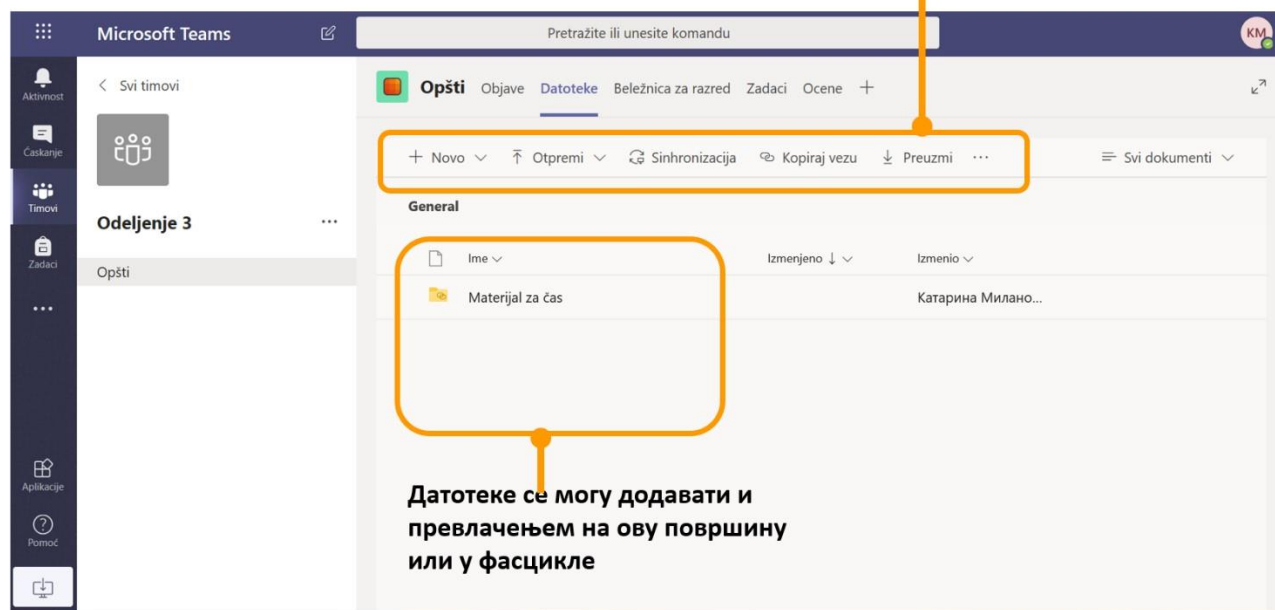 Microsoft Teams
Pretražite ili unesite komandu
KM
Aktivnost
Ćaskanje
Timovi
Zadaci
...
Aplikacije
Pomoć
Svi timovi
Odeljenje 3 ...
Opšti
Opšti Objave Datoteke Beležnica za razred Zadaci Ocene +
+ Novo Otpremi Sinhronizacija Kopiraj vezu Preuzmi ... Svi dokumenti
General
Ime Izmenjeno ↓ Izmenio
Materijal za čas Катарина Милано...
Датотеке се могу додавати и
превлачењем на ову површину
или у фасцикле